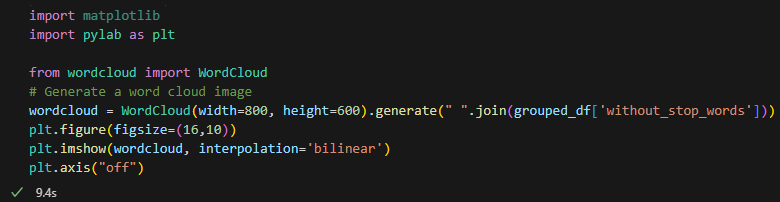 import matplotlib
import pylab as plt
from wordcloud import WordCloud
# Generate a word cloud image
wordcloud = WordCloud(width=800, height=600).generate(" ".join(grouped_df['without_stop_words']))
plt.figure(figsize=(16,10))
plt.imshow(wordcloud, interpolation='bilinear')
plt.axis("off")
9.4s